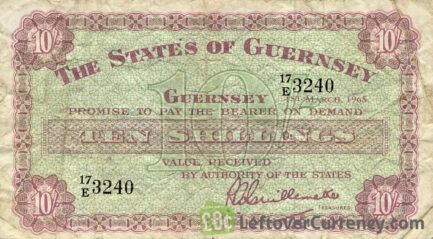 10/- 10/-
THE STATES OF GUERNSEY
10
17/E 3240
GUERNSEY
1ST MARCH, 1965
PROMISE TO PAY THE BEARER ON DEMAND
TEN SHILLINGS
VALUE RECEIVED
BY AUTHORITY OF THE STATES
17/E 3240
TREASURER
10/- 10/-
LeftoverCurrency.com